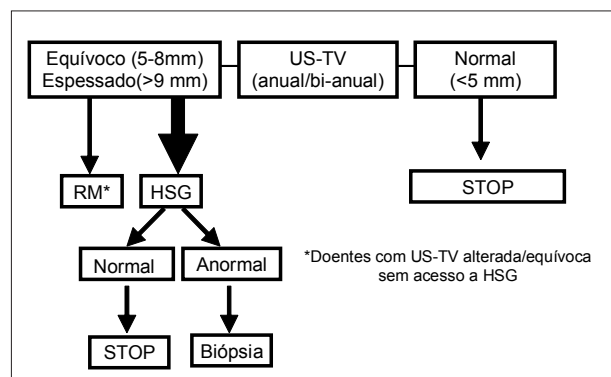 Equívoco (5-8mm)
Espessado(>9 mm)
US-TV
(anual/bi-anual)
Normal
(<5 mm)
RM*
HSG
STOP
Normal
Anormal
*Doentes com US-TV alterada/equívoca
sem acesso a HSG
STOP
Biópsia